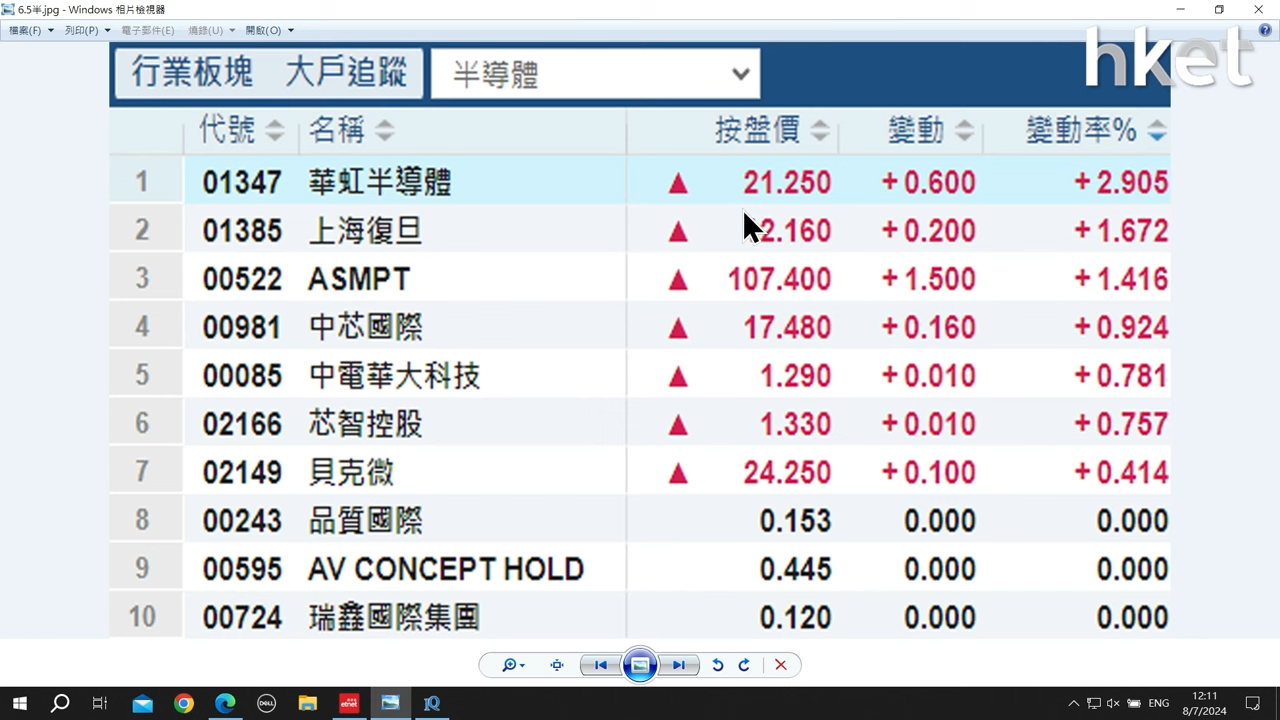 6.5半.jpg - Windows 相片檢視器
檔案(F) 列印(P) 電子郵件(E) 燒錄(U) 開啟(O)
hket
行業板塊 大戶追蹤 半導體
代號 名稱 按盤價 變動 變動率%
1 01347 華虹半導體 ▲ 21.250 +0.600 +2.905
2 01385 上海復旦 ▲ 2.160 +0.200 +1.672
3 00522 ASMPT ▲ 107.400 +1.500 +1.416
4 00981 中芯國際 ▲ 17.480 +0.160 +0.924
5 00085 中電華大科技 ▲ 1.290 +0.010 +0.781
6 02166 芯智控股 ▲ 1.330 +0.010 +0.757
7 02149 貝克微 ▲ 24.250 +0.100 +0.414
8 00243 品質國際 0.153 0.000 0.000
9 00595 AV CONCEPT HOLD 0.445 0.000 0.000
10 00724 瑞鑫國際集團 0.120 0.000 0.000
DELL etnet IQ ENG 12:11
8/7/2024